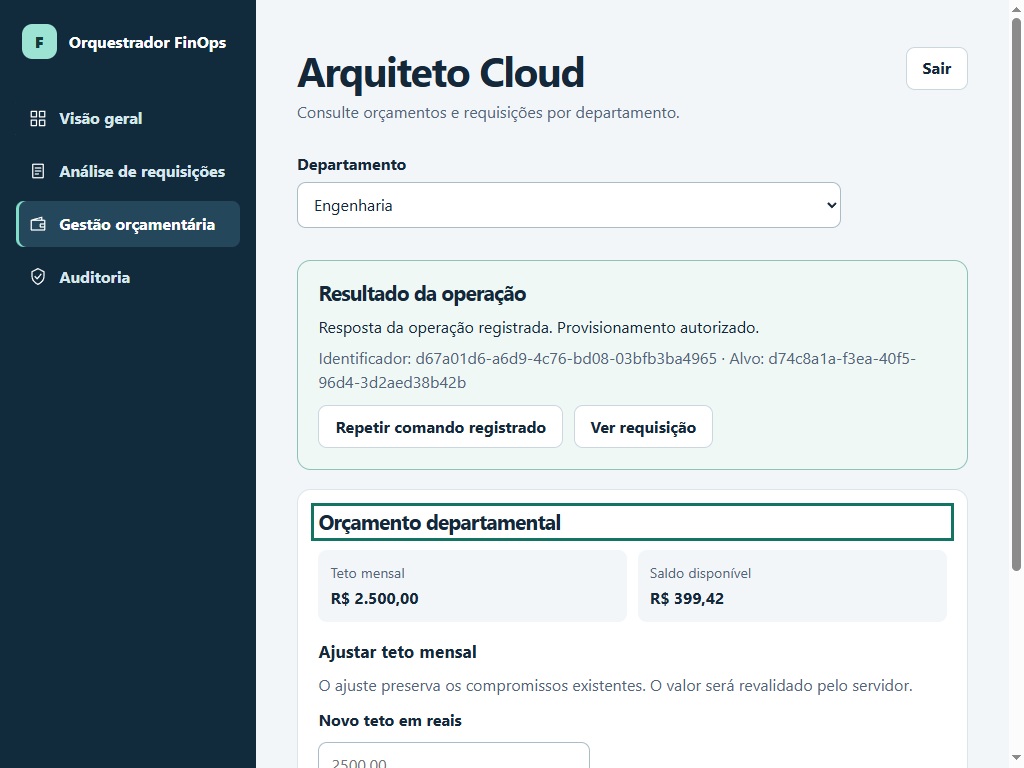 F
Orquestrador FinOps
Visão geral
Análise de requisições
Gestão orçamentária
Auditoria
Arquiteto Cloud
Sair
Consulte orçamentos e requisições por departamento.
Departamento
Engenharia
Resultado da operação
Resposta da operação registrada. Provisionamento autorizado.
Identificador: d67a01d6-a6d9-4c76-bd08-03bfb3ba4965 · Alvo: d74c8a1a-f3ea-40f5-
96d4-3d2aed38b42b
Repetir comando registrado
Ver requisição
Orçamento departamental
Teto mensal
R$ 2.500,00
Saldo disponível
R$ 399,42
Ajustar teto mensal
O ajuste preserva os compromissos existentes. O valor será revalidado pelo servidor.
Novo teto em reais
2500,00